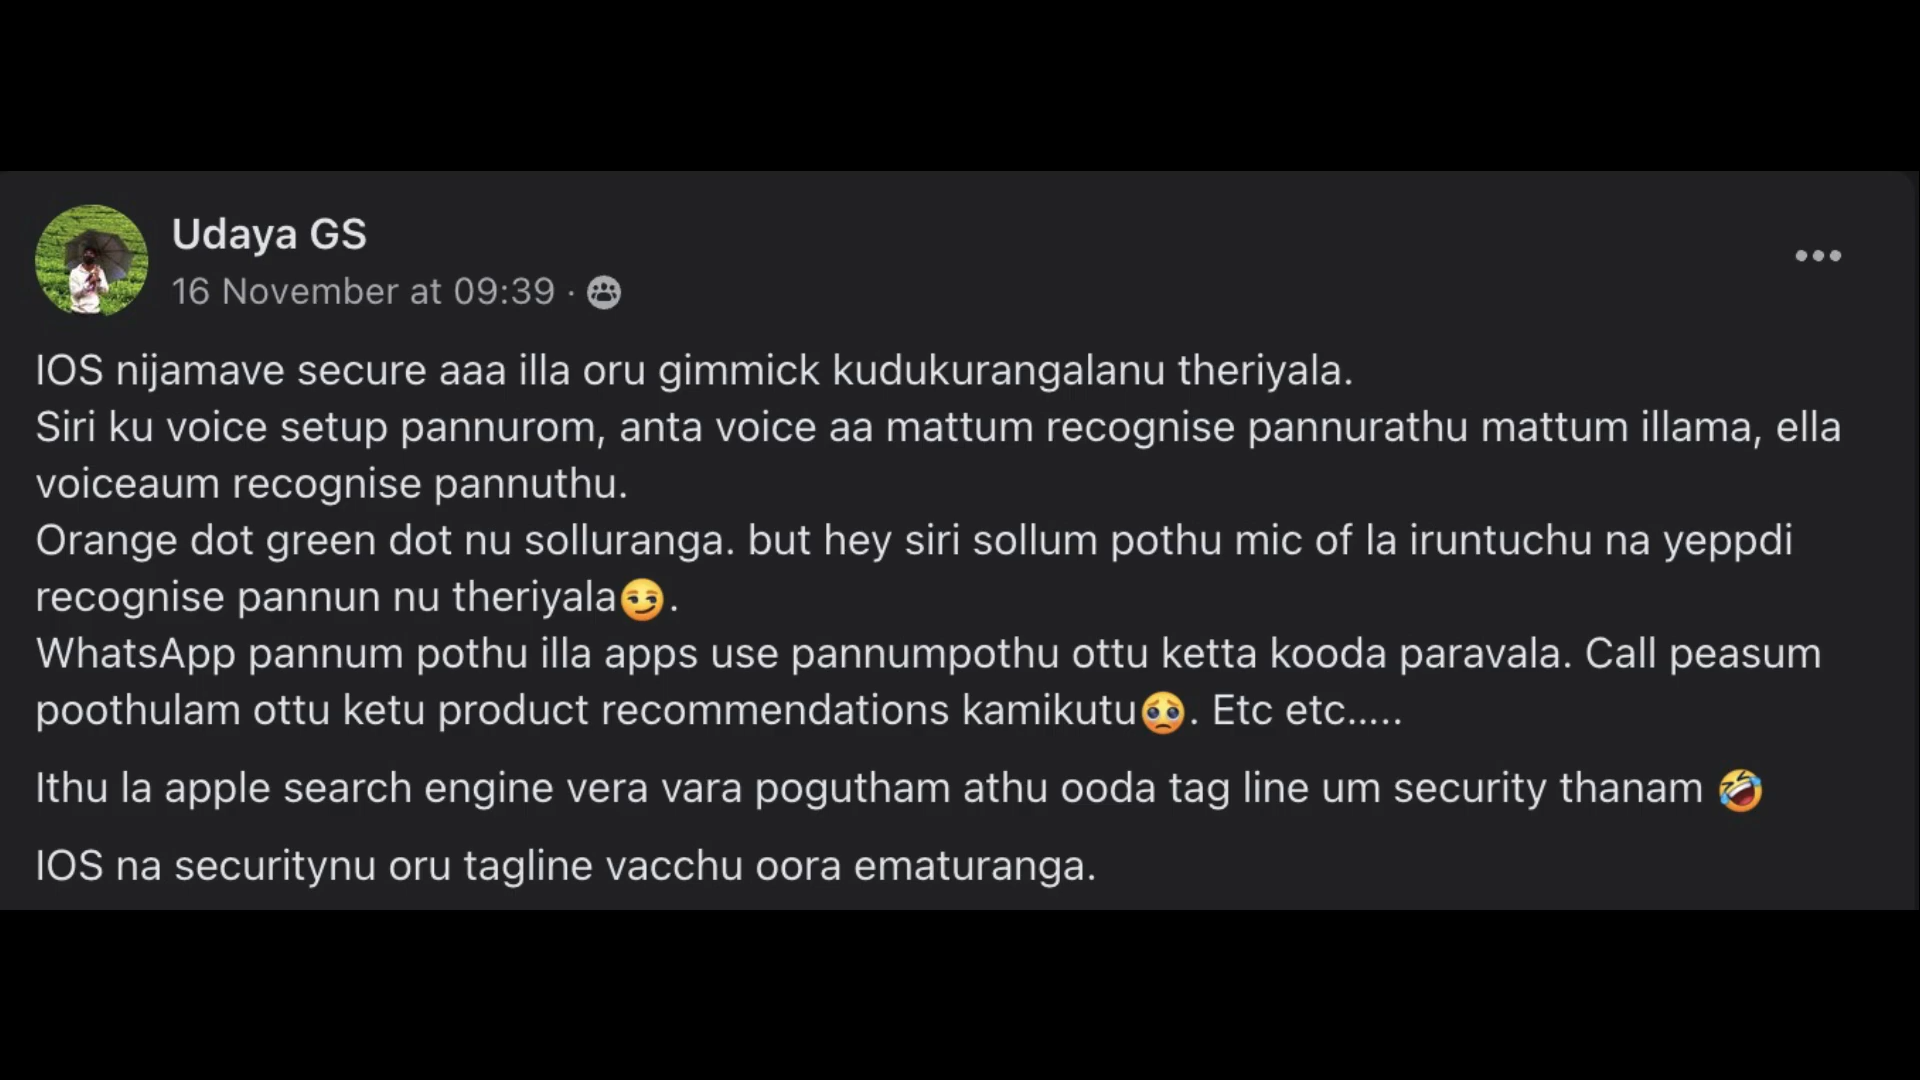 Udaya GS
16 November at 09:39 ·
IOS nijamave secure aaa illa oru gimmick kudukurangalanu theriyala.
Siri ku voice setup pannurom, anta voice aa mattum recognise pannurathu mattum illama, ella
voiceaum recognise pannuthu.
Orange dot green dot nu solluranga. but hey siri sollum pothu mic of la iruntuchu na yeppdi
recognise pannun nu theriyala😏.
WhatsApp pannum pothu illa apps use pannumpothu ottu ketta kooda paravala. Call peasum
poothulam ottu ketu product recommendations kamikutu🥺. Etc etc.....
Ithu la apple search engine vera vara pogutham athu ooda tag line um security thanam 🤣
IOS na securitynu oru tagline vacchu oora ematuranga.